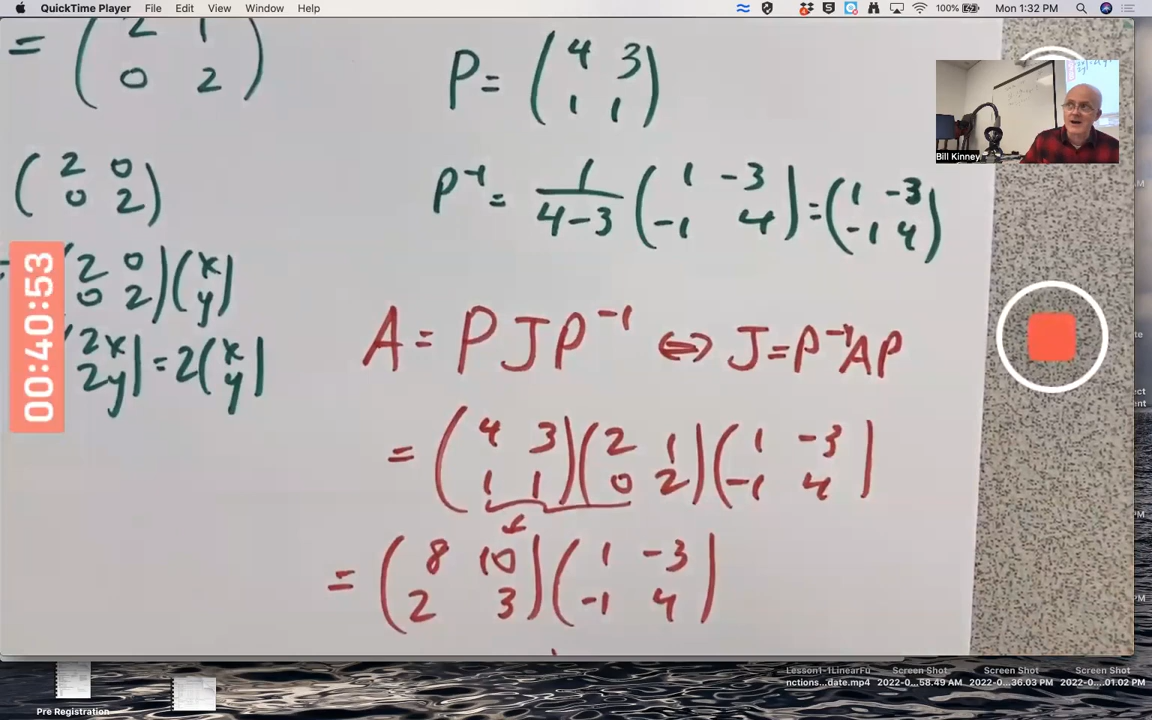 QuickTime Player File Edit View Window Help 100% Mon 1:32 PM
= ( 2 1
0 2 )
P = ( 4 3
1 1 )
Bill Kinney
( 2 0
0 2 )
P⁻¹ = 1/(4-3) ( 1 -3
-1 4 ) = ( 1 -3
-1 4 )
00:40:53
2 0
0 2 ) ( x
y )
2x
2y ) = 2 ( x
y )
A = P J P⁻¹ ⇔ J = P⁻¹AP
= ( 4 3
1 1 ) ( 2 1
0 2 ) ( 1 -3
-1 4 )
= ( 8 10
2 3 ) ( 1 -3
-1 4 )
Lesson1-1LinearFu
nctions...date.mp4
Screen Shot
2022-0...58.49 AM
Screen Shot
2022-0...36.03 PM
Screen Shot
2022-0....01.02 PM
Pre Registration